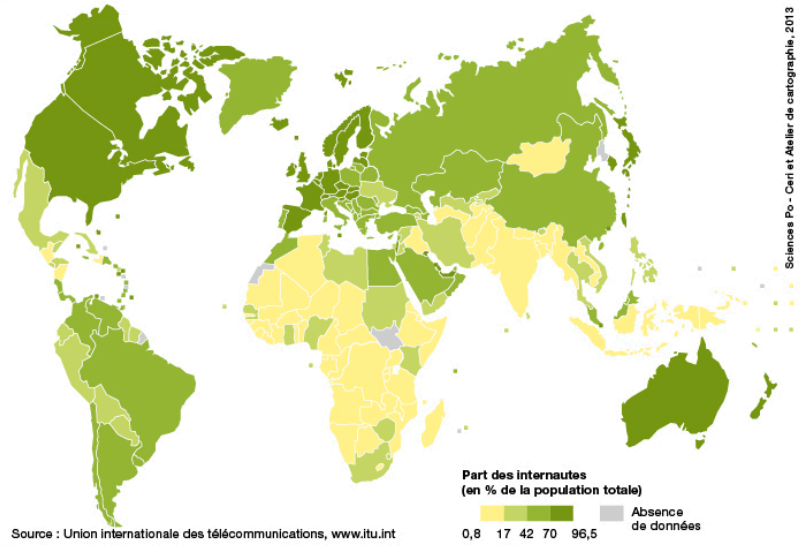 Sciences Po - Ceri et Atelier de cartographie, 2013
Part des internautes
(en % de la population totale)
Absence
de données
0,8 17 42 70 96,5
Source : Union internationale des télécommunications, www.itu.int